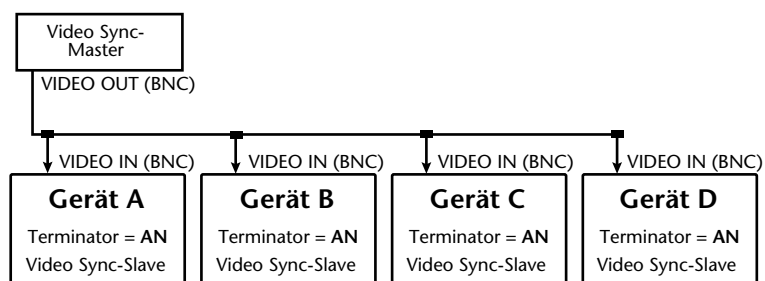 Video Sync-
Master
VIDEO OUT (BNC)
VIDEO IN (BNC)
VIDEO IN (BNC)
VIDEO IN (BNC)
VIDEO IN (BNC)
Gerät A
Terminator = AN
Video Sync-Slave
Gerät B
Terminator = AN
Video Sync-Slave
Gerät C
Terminator = AN
Video Sync-Slave
Gerät D
Terminator = AN
Video Sync-Slave